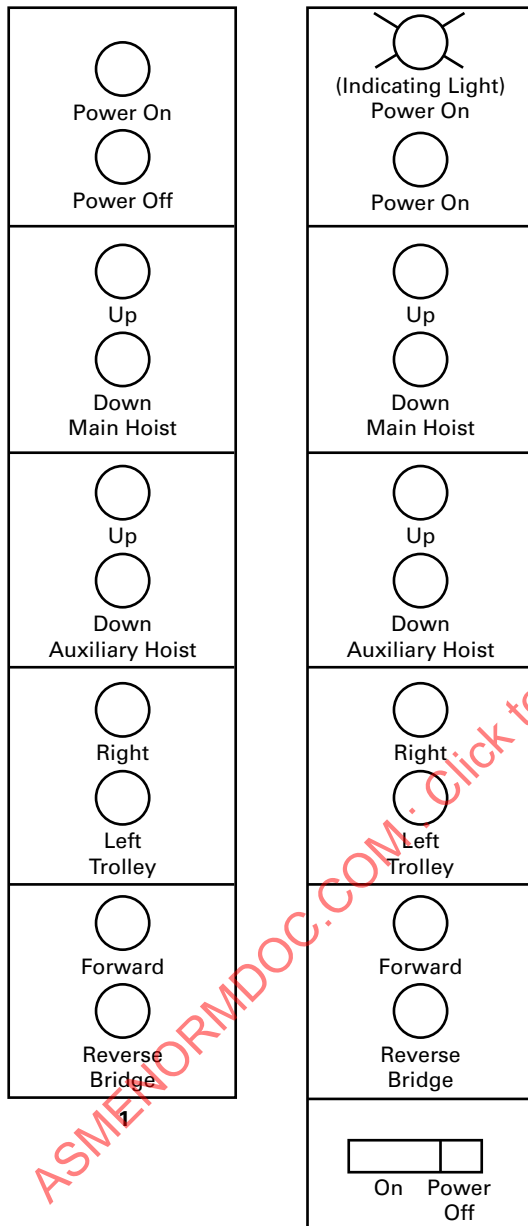 Power On
Power Off
Up
Down
Main Hoist
Up
Down
Auxiliary Hoist
Right
Left
Trolley
Forward
Reverse
Bridge
1
(Indicating Light)
Power On
Power On
Up
Down
Main Hoist
Up
Down
Auxiliary Hoist
Right
Left
Trolley
Forward
Reverse
Bridge
On Power
Off
ASMENORMDOC.COM : Click to